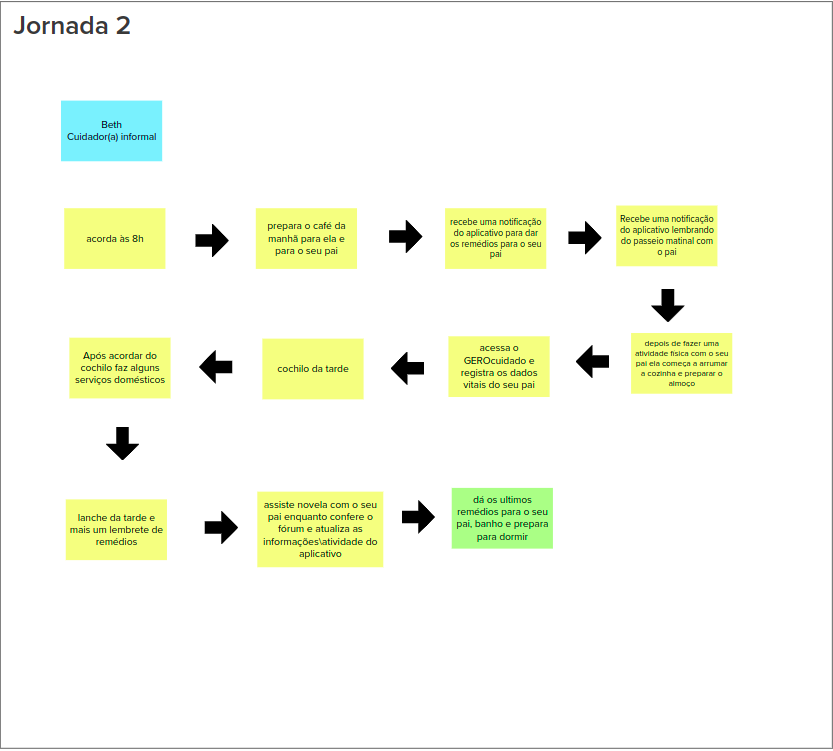 Jornada 2
Beth
Cuidador(a) informal
acorda às 8h
prepara o café da
manhã para ela e
para o seu pai
recebe uma notificação
do aplicativo para dar
os remédios para o seu
pai
Recebe uma notificação
do aplicativo lembrando
do passeio matinal com
o pai
depois de fazer uma
atividade física com o seu
pai ela começa a arrumar
a cozinha e preparar o
almoço
acessa o
GEROcuidado e
registra os dados
vitais do seu pai
cochilo da tarde
Após acordar do
cochilo faz alguns
serviços domésticos
lanche da tarde e
mais um lembrete de
remédios
assiste novela com o seu
pai enquanto confere o
fórum e atualiza as
informações\atividade do
aplicativo
dá os ultimos
remédios para o seu
pai, banho e prepara
para dormir